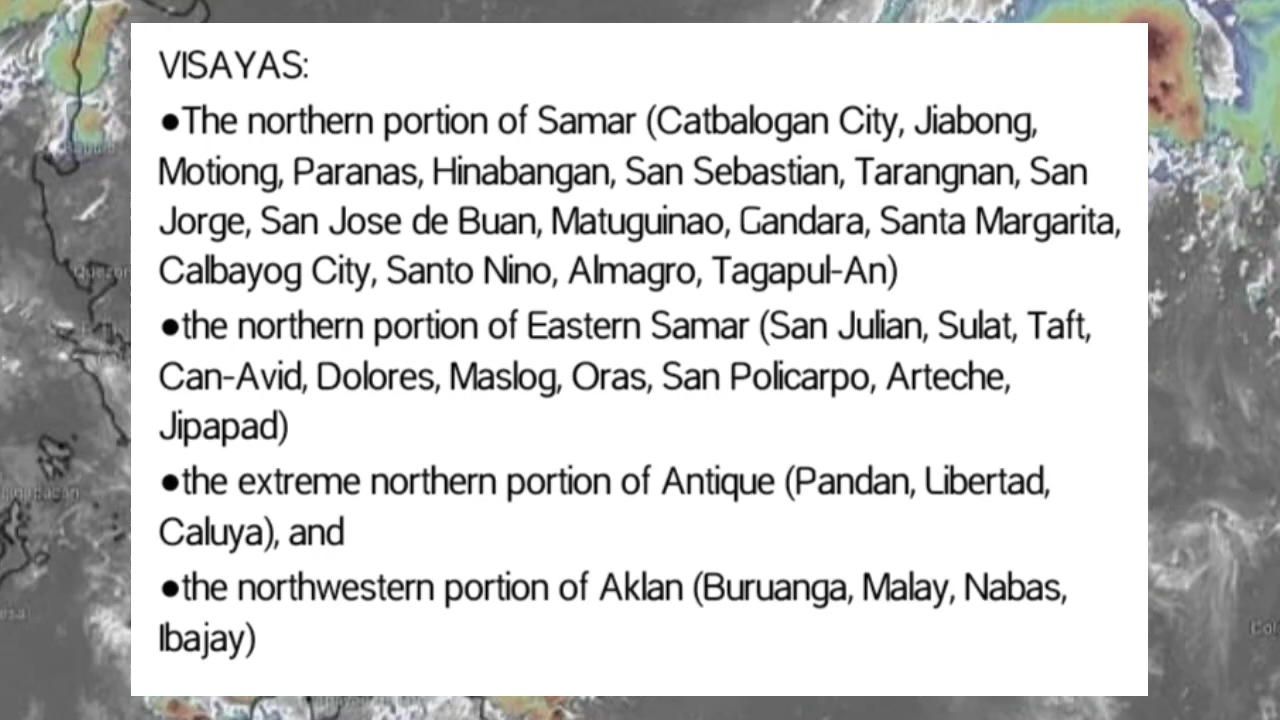 VISAYAS:
●The northern portion of Samar (Catbalogan City, Jiabong,
Motiong, Paranas, Hinabangan, San Sebastian, Tarangnan, San
Jorge, San Jose de Buan, Matuguinao, Gandara, Santa Margarita,
Calbayog City, Santo Nino, Almagro, Tagapul-An)
●the northern portion of Eastern Samar (San Julian, Sulat, Taft,
Can-Avid, Dolores, Maslog, Oras, San Policarpo, Arteche,
Jipapad)
●the extreme northern portion of Antique (Pandan, Libertad,
Caluya), and
●the northwestern portion of Aklan (Buruanga, Malay, Nabas,
Ibajay)